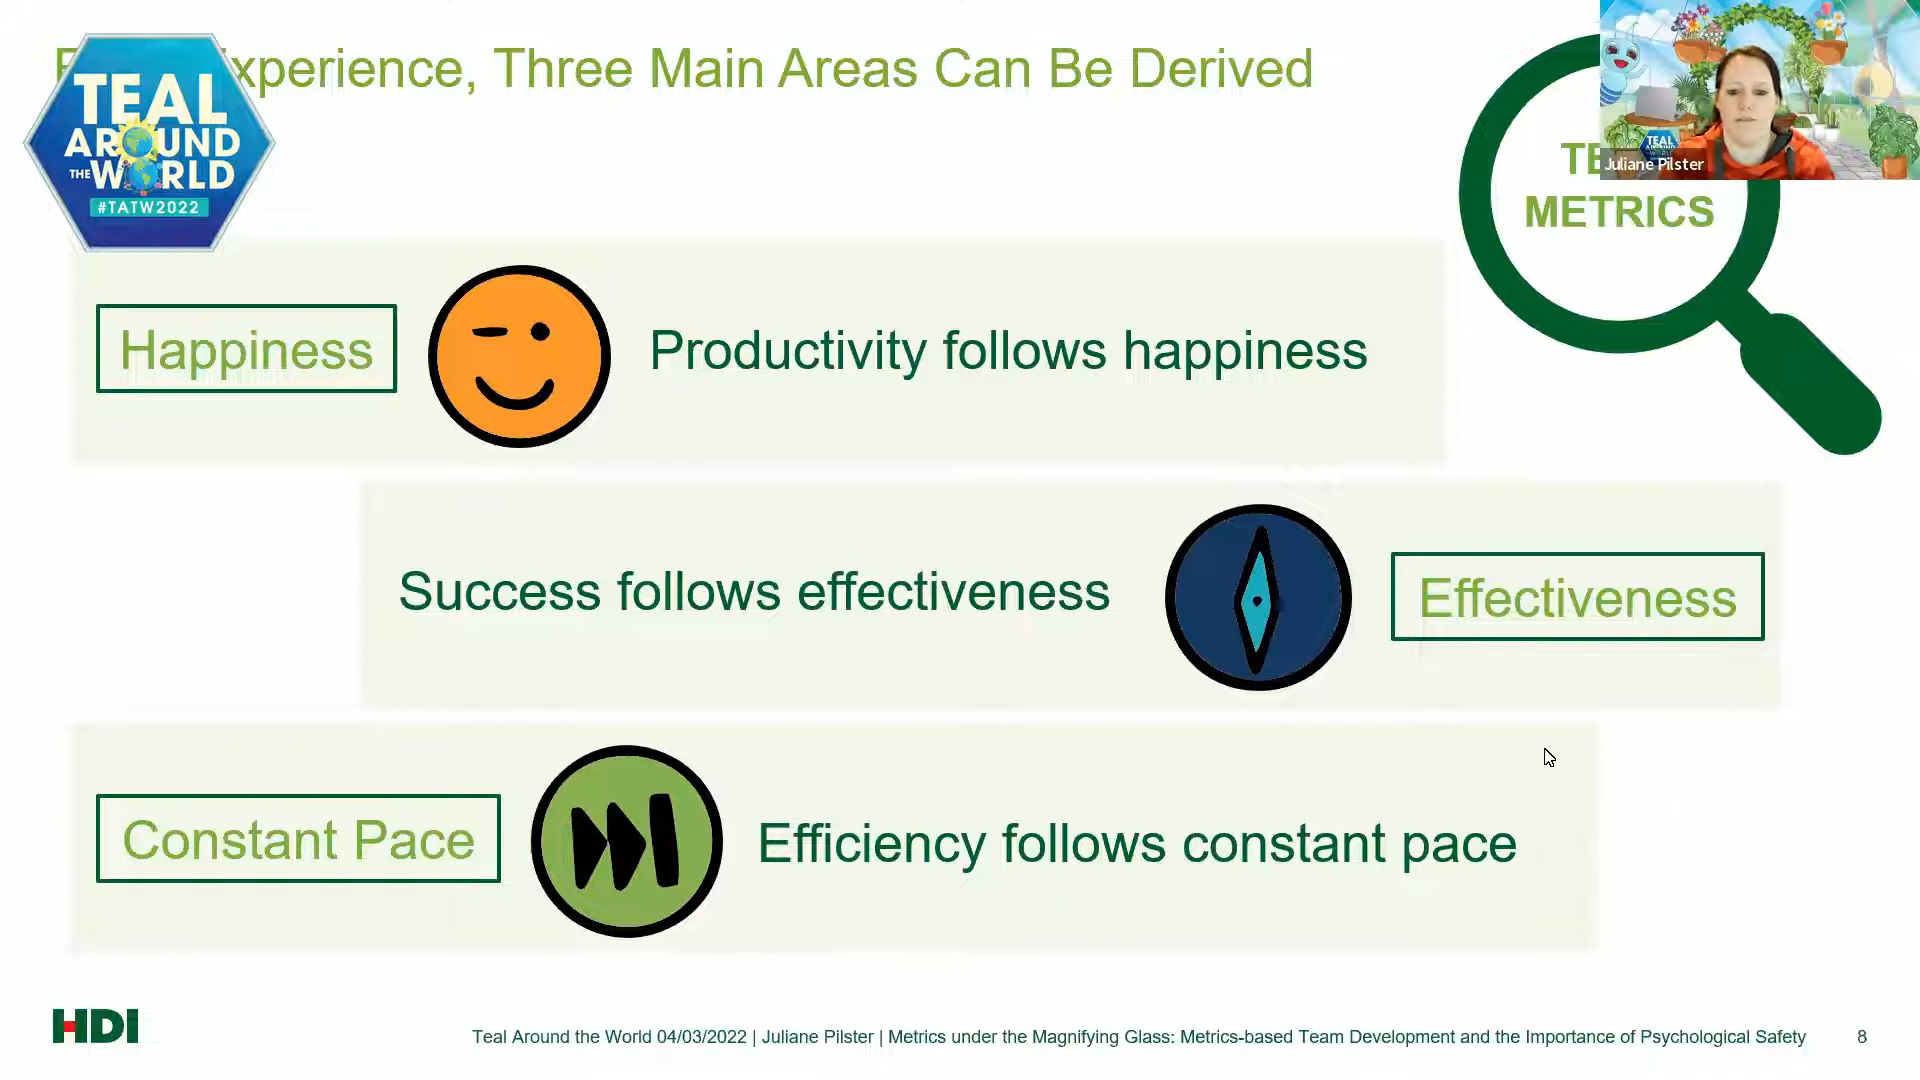 xperience, Three Main Areas Can Be Derived
TEAL
AROUND
THE WORLD
#TATW2022
TEAL
AROUND
Juliane Pilster
METRICS
Happiness
Productivity follows happiness
Success follows effectiveness
Effectiveness
Constant Pace
Efficiency follows constant pace
HDI
Teal Around the World 04/03/2022 | Juliane Pilster | Metrics under the Magnifying Glass: Metrics-based Team Development and the Importance of Psychological Safety
8